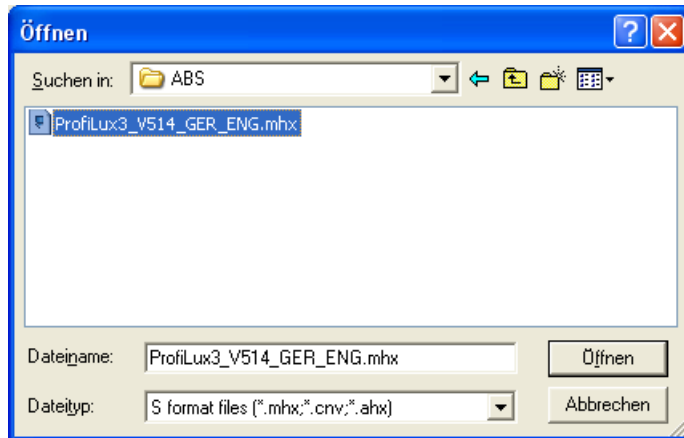 Öffnen
Suchen in: ABS
ProfiLux3_V514_GER_ENG.mhx
Dateiname: ProfiLux3_V514_GER_ENG.mhx Öffnen
Dateityp: S format files (*.mhx;*.cnv;*.ahx) Abbrechen